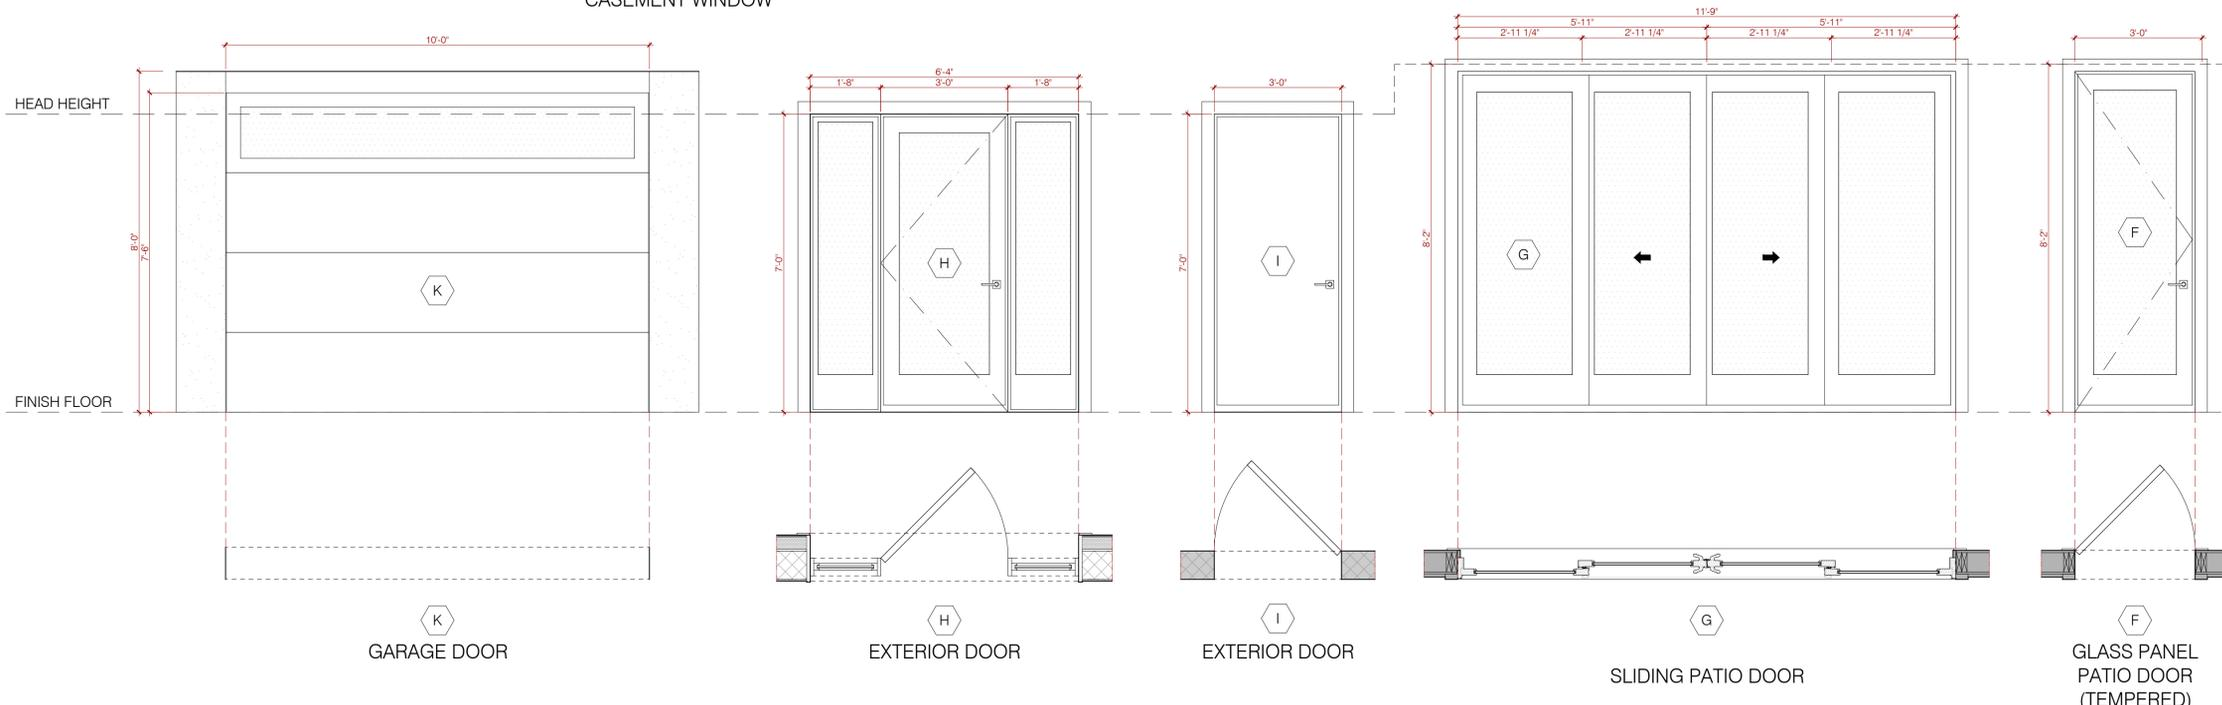 CASEMENT WINDOW
11'-9"
5'-11"
5'-11"
2'-11 1/4"
2'-11 1/4"
2'-11 1/4"
2'-11 1/4"
3'-0"
10'-0"
6'-4"
1'-8"
3'-0"
1'-8"
3'-0"
HEAD HEIGHT
8'-0"
7'-6"
7'-0"
7'-0"
8'-2"
8'-2"
K
H
I
G
F
FINISH FLOOR
K
GARAGE DOOR
H
EXTERIOR DOOR
I
EXTERIOR DOOR
G
SLIDING PATIO DOOR
F
GLASS PANEL
PATIO DOOR
(TEMPERED)